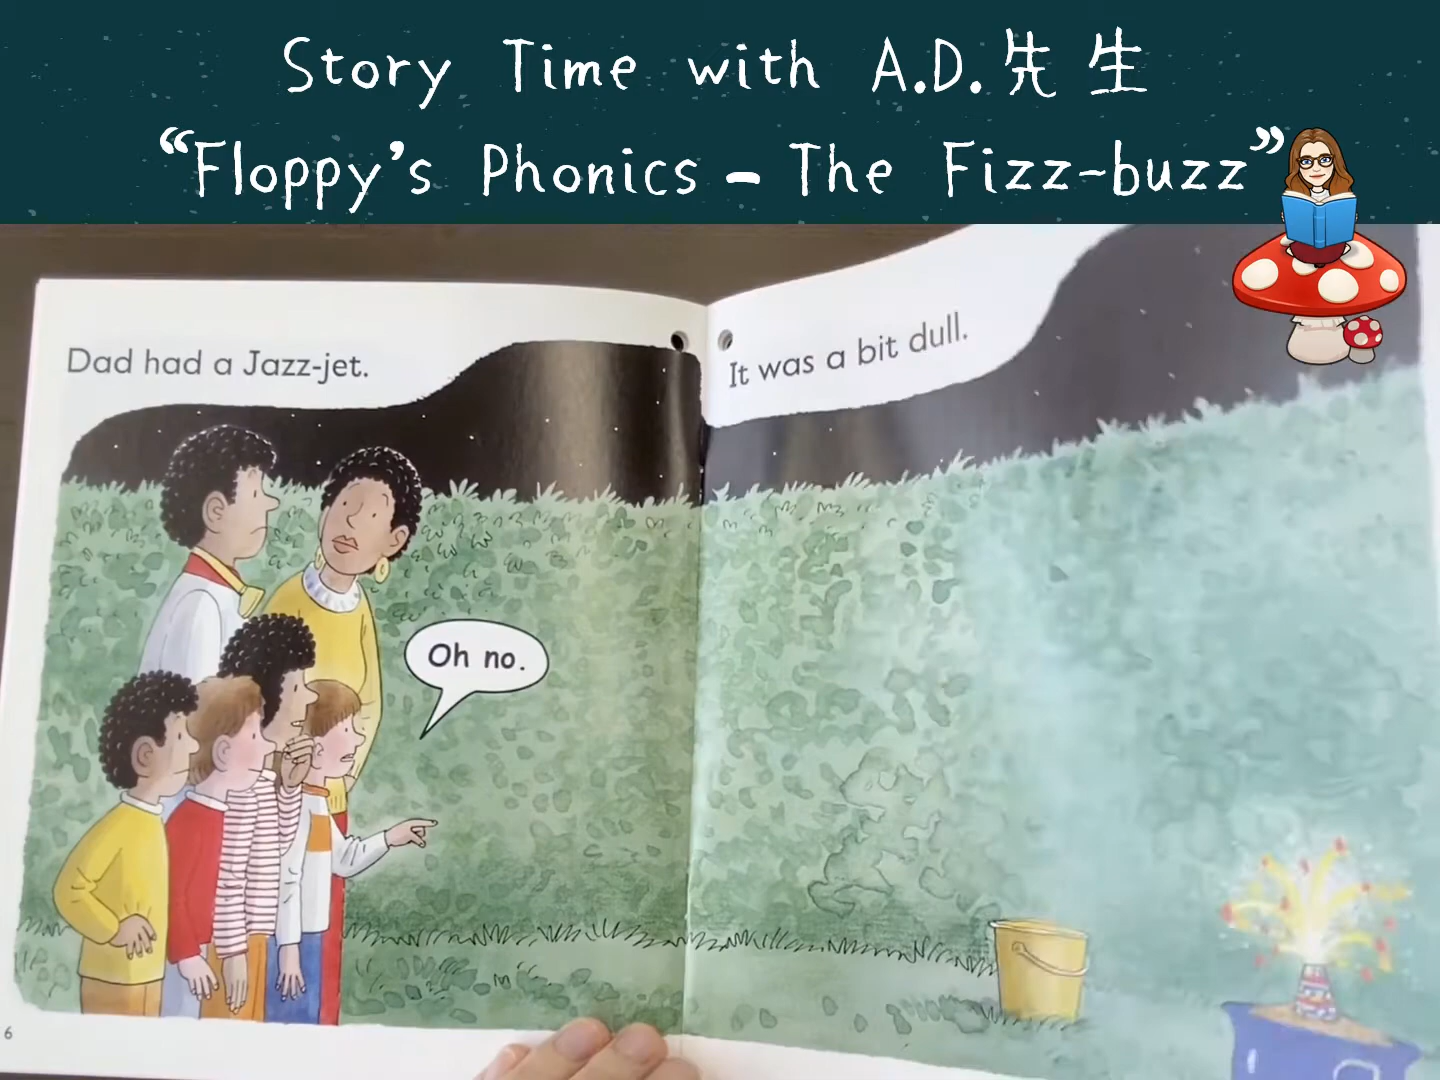 Story Time with A.D.先生
“Floppy’s Phonics - The Fizz-buzz”
Dad had a Jazz-jet.
It was a bit dull.
Oh no.
6